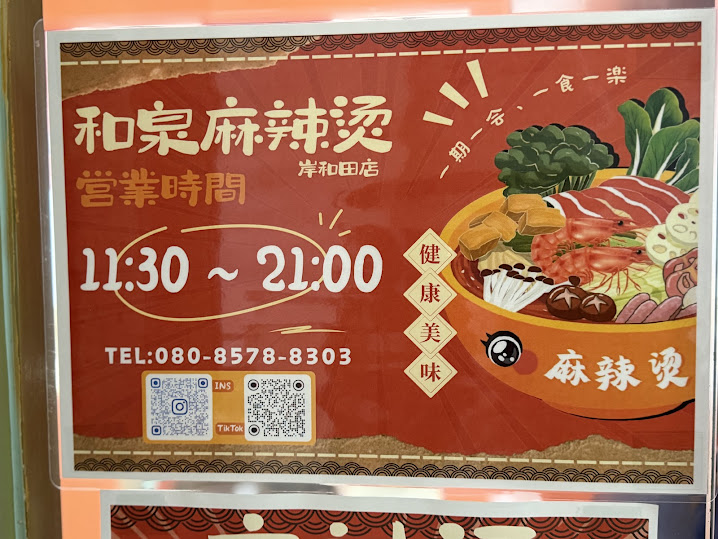 和泉麻辣烫
岸和田店
営業時間
11:30 ~ 21:00
TEL:080-8578-8303
INS
TikTok
一期一会、一食一楽
健康美味
麻辣烫